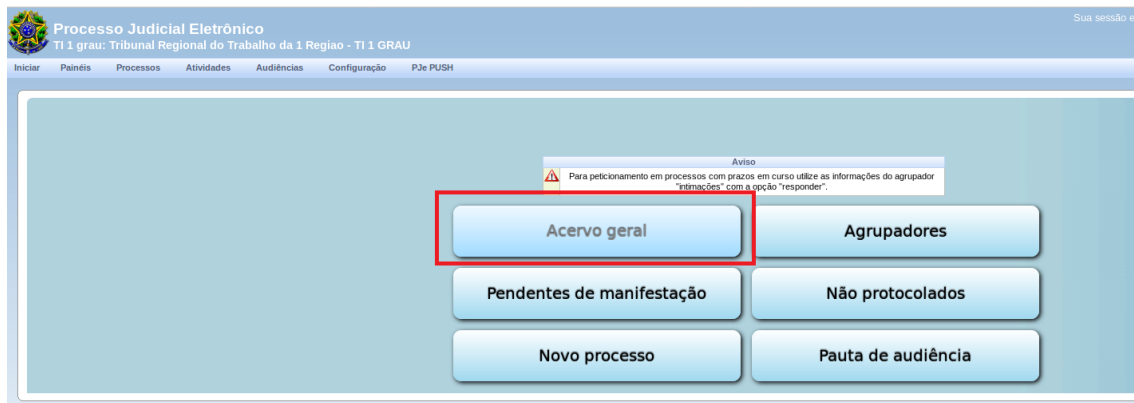 Sua sessão e
Processo Judicial Eletrônico
TI 1 grau: Tribunal Regional do Trabalho da 1 Regiao - TI 1 GRAU
Iniciar Painéis Processos Atividades Audiências Configuração PJe PUSH
Aviso
Para peticionamento em processos com prazos em curso utilize as informações do agrupador
"intimações" com a opção "responder".
Acervo geral Agrupadores
Pendentes de manifestação Não protocolados
Novo processo Pauta de audiência